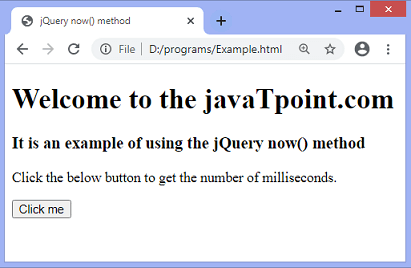 jQuery now() method
File | D:/programs/Example.html
Welcome to the javaTpoint.com
It is an example of using the jQuery now() method
Click the below button to get the number of milliseconds.
Click me